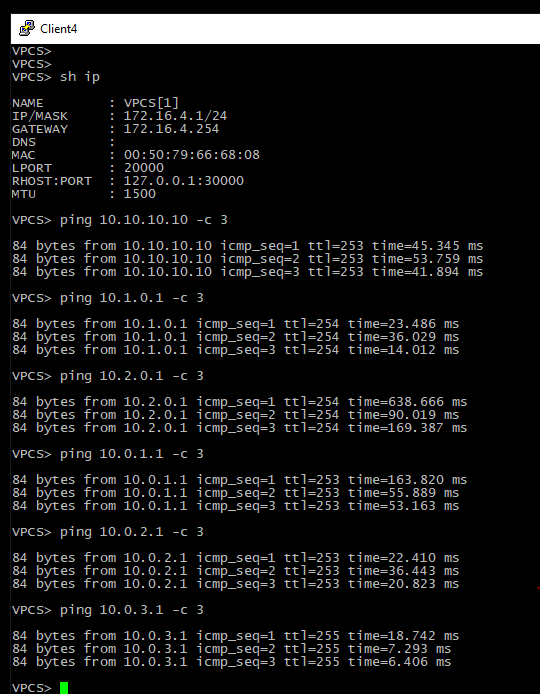 Client4
VPCS>
VPCS>
VPCS> sh ip
NAME        : VPCS[1]
IP/MASK     : 172.16.4.1/24
GATEWAY     : 172.16.4.254
DNS         :
MAC         : 00:50:79:66:68:08
LPORT       : 20000
RHOST:PORT  : 127.0.0.1:30000
MTU         : 1500
VPCS> ping 10.10.10.10 -c 3
84 bytes from 10.10.10.10 icmp_seq=1 ttl=253 time=45.345 ms
84 bytes from 10.10.10.10 icmp_seq=2 ttl=253 time=53.759 ms
84 bytes from 10.10.10.10 icmp_seq=3 ttl=253 time=41.894 ms
VPCS> ping 10.1.0.1 -c 3
84 bytes from 10.1.0.1 icmp_seq=1 ttl=254 time=23.486 ms
84 bytes from 10.1.0.1 icmp_seq=2 ttl=254 time=36.029 ms
84 bytes from 10.1.0.1 icmp_seq=3 ttl=254 time=14.012 ms
VPCS> ping 10.2.0.1 -c 3
84 bytes from 10.2.0.1 icmp_seq=1 ttl=254 time=638.666 ms
84 bytes from 10.2.0.1 icmp_seq=2 ttl=254 time=90.019 ms
84 bytes from 10.2.0.1 icmp_seq=3 ttl=254 time=169.387 ms
VPCS> ping 10.0.1.1 -c 3
84 bytes from 10.0.1.1 icmp_seq=1 ttl=253 time=163.820 ms
84 bytes from 10.0.1.1 icmp_seq=2 ttl=253 time=55.889 ms
84 bytes from 10.0.1.1 icmp_seq=3 ttl=253 time=53.163 ms
VPCS> ping 10.0.2.1 -c 3
84 bytes from 10.0.2.1 icmp_seq=1 ttl=253 time=22.410 ms
84 bytes from 10.0.2.1 icmp_seq=2 ttl=253 time=36.443 ms
84 bytes from 10.0.2.1 icmp_seq=3 ttl=253 time=20.823 ms
VPCS> ping 10.0.3.1 -c 3
84 bytes from 10.0.3.1 icmp_seq=1 ttl=255 time=18.742 ms
84 bytes from 10.0.3.1 icmp_seq=2 ttl=255 time=7.293 ms
84 bytes from 10.0.3.1 icmp_seq=3 ttl=255 time=6.406 ms
VPCS>